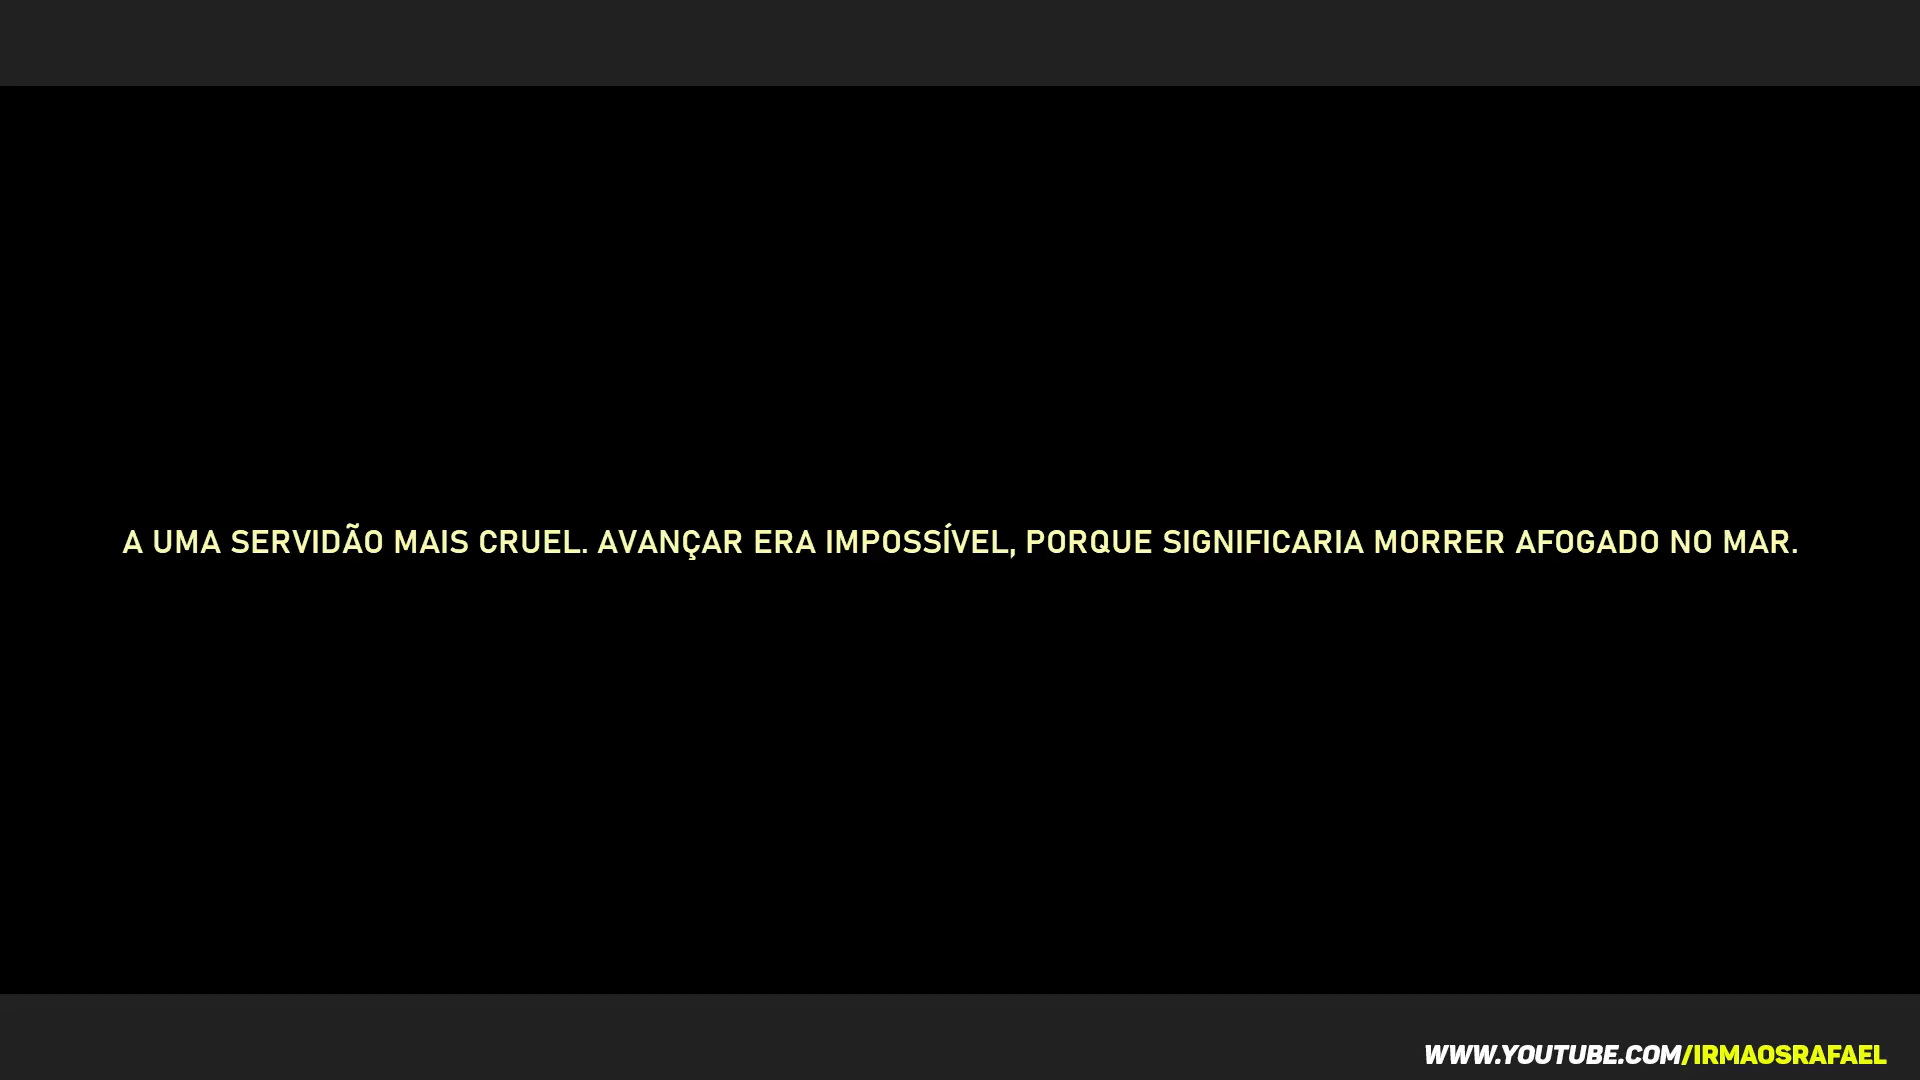 A UMA SERVIDÃO MAIS CRUEL. AVANÇAR ERA IMPOSSÍVEL, PORQUE SIGNIFICARIA MORRER AFOGADO NO MAR.
WWW.YOUTUBE.COM/IRMAOSRAFAEL